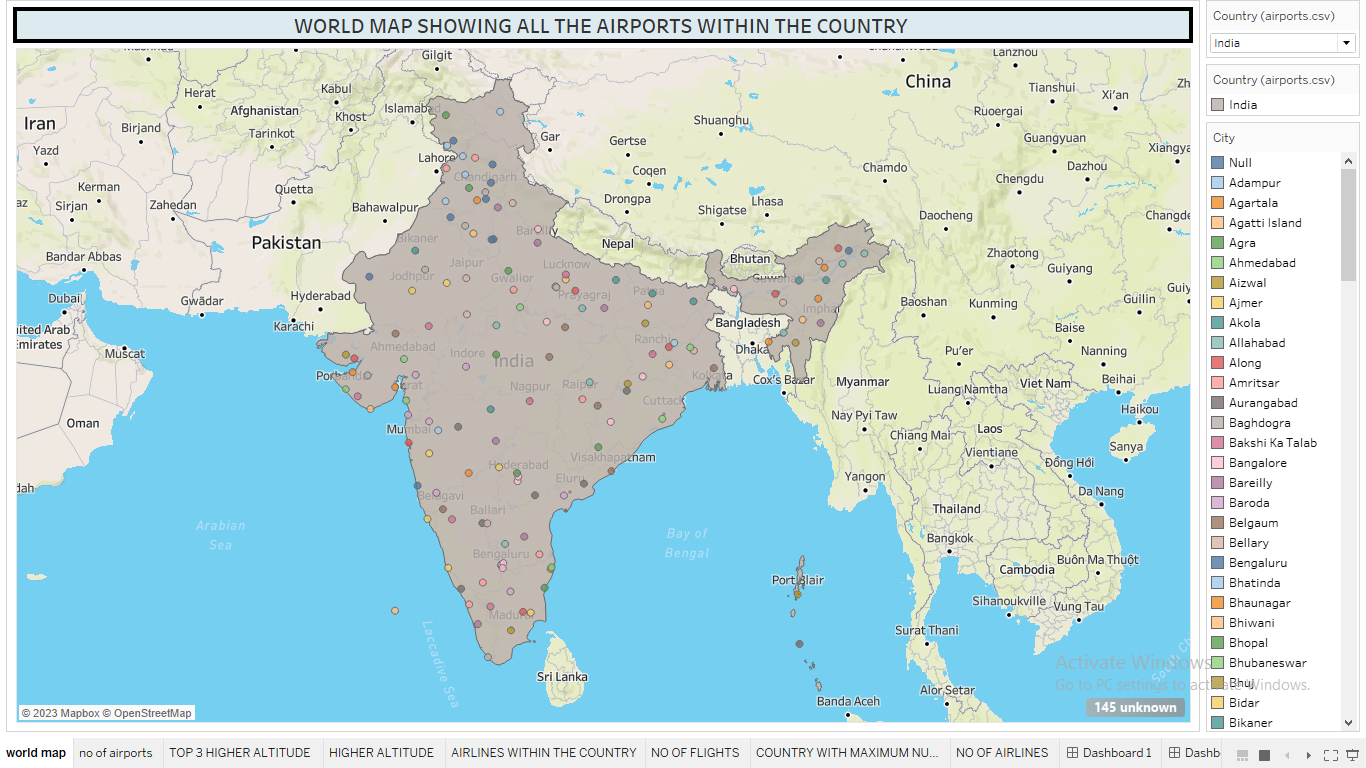 WORLD MAP SHOWING ALL THE AIRPORTS WITHIN THE COUNTRY
Country (airports.csv)
India
Country (airports.csv)
India
City
Null
Adampur
Agartala
Agatti Island
Agra
Ahmedabad
Aizwal
Ajmer
Akola
Allahabad
Along
Amritsar
Aurangabad
Baghdogra
Bakshi Ka Talab
Bangalore
Bareilly
Baroda
Belgaum
Bellary
Bengaluru
Bhatinda
Bhaunagar
Bhiwani
Bhopal
Bhubaneswar
Bhuj
Bidar
Bikaner
Gilgit
Lanzhou
China
Herat
Kabul
Afghanistan
Islamabad
Khost
Tarinkot
Tianshui
Xi'an
Ruoergai
Iran
Birjand
Yazd
Lahore
Gar
Gertse
Shuanghu
Guangyuan
Xiangya
Coqen
Chamdo
Dazhou
Chengdu
Kerman
Quetta
Chandigarh
Drongpa
Lhasa
Shigatse
Sirjan
Zahedan
Bahawalpur
Daocheng
Changde
Pakistan
Bikaner
Bareilly
Nepal
Bhutan
Zhaotong
Bandar Abbas
Jaipur
Lucknow
Jodhpur
Gwalior
Guiyang
Dubai
Gwādar
Hyderabad
Prayagraj
Patna
Guwahati
Baoshan
Kunming
Guilin
Karachi
Imphal
Bangladesh
Baise
United Arab
Emirates
Muscat
Ahmedabad
Indore
India
Ranchi
Dhaka
Pu'er
Nanning
Porbandar
Surat
Nagpur
Raipur
Kolkata
Cox's Bazar
Myanmar
Luang Namtha
Viet Nam
Beihai
Cuttack
Haikou
Oman
Mumbai
Nay Pyi Taw
Chiang Mai
Laos
Vientiane
Sanya
Hyderabad
Visakhapatnam
Đồng Hới
Eluru
Yangon
Da Nang
Belgavi
Ballari
Thailand
Arabian
Sea
Bay of
Bengal
Bangkok
Bengaluru
Buôn Ma Thuột
Cambodia
Port Blair
Sihanoukville
Vung Tau
Madurai
Surat Thani
Laccadive Sea
Sri Lanka
Alor Setar
Banda Aceh
Activate Windows
Go to PC settings to activate Windows.
© 2023 Mapbox © OpenStreetMap
145 unknown
world map
no of airports
TOP 3 HIGHER ALTITUDE
HIGHER ALTITUDE
AIRLINES WITHIN THE COUNTRY
NO OF FLIGHTS
COUNTRY WITH MAXIMUM NU...
NO OF AIRLINES
Dashboard 1
Dashb